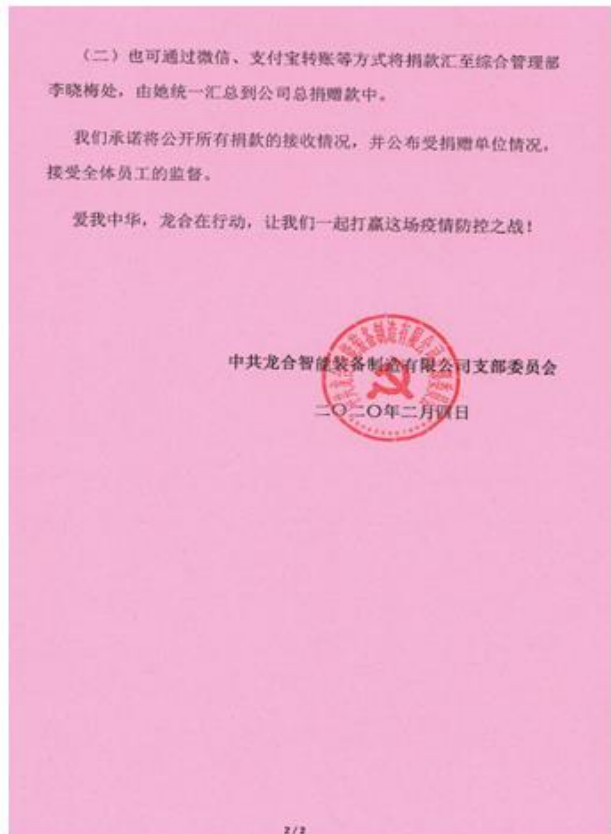 （二）也可通过微信、支付宝转账等方式将捐款汇至综合管理部
李晓梅处，由她统一汇总到公司总捐赠款中。
我们承诺将公开所有捐款的接收情况，并公布受捐赠单位情况，
接受全体员工的监督。
爱我中华，龙合在行动，让我们一起打赢这场疫情防控之战！
中共龙合智能装备制造有限公司支部委员会
二〇二〇年二月四日
2/2